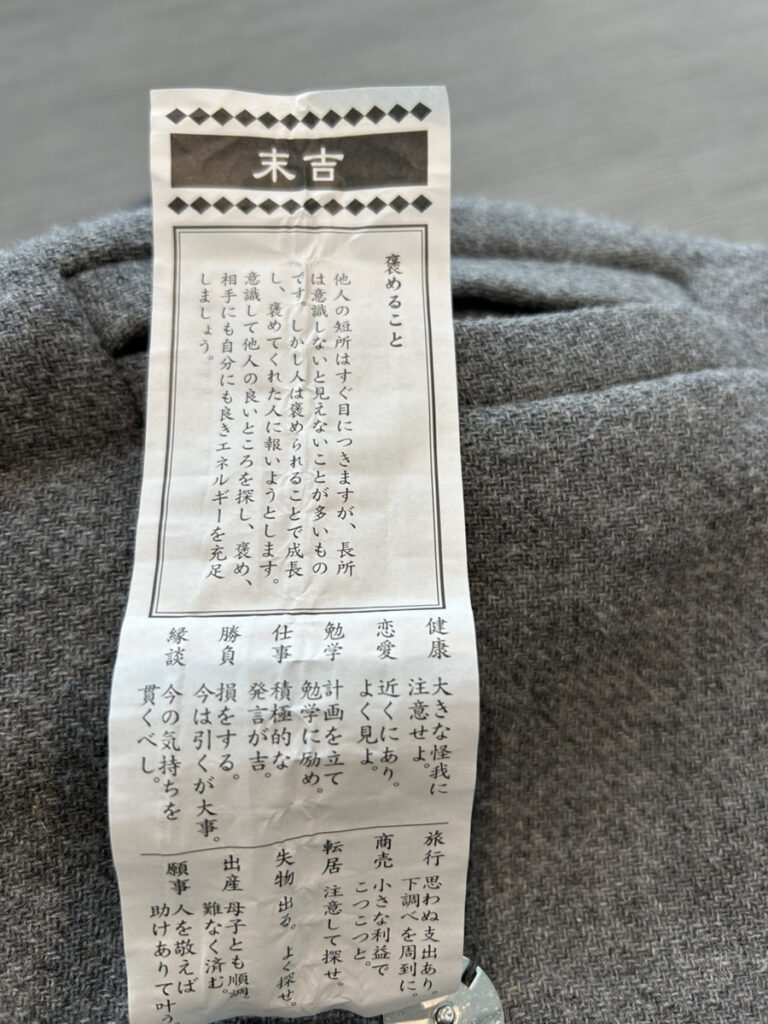 末吉
褒めること
他人の短所はすぐ目につきますが、長所
は意識しないと見えないことが多いもの
です。しかし人は褒められることで成長
し、褒めてくれた人に報いようとします。
意識して他人の良いところを探し、褒め、
相手にも自分にも良きエネルギーを充足
しましょう。
健康
大きな怪我に
注意せよ。
恋愛
近くにあり。
よく見よ。
勉学
計画を立て
勉学に励め。
仕事
積極的な
発言が吉。
勝負
損をする。
今は引くが大事。
縁談
今の気持ちを
貫くべし。
旅行
思わぬ支出あり。
下調べを周到に。
商売
小さな利益で
こつこつと。
転居
注意して探せ。
失物
出る。よく探せ。
出産
母子とも順調
難なく済む。
願事
人を敬えば
助けありて叶う